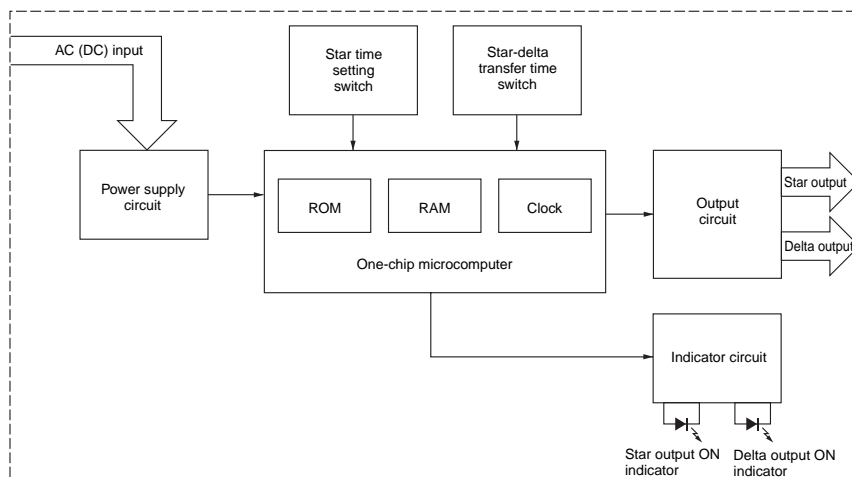 AC (DC) input
Star time
setting
switch
Star-delta
transfer time
switch
Power supply
circuit
ROM
RAM
Clock
One-chip microcomputer
Output
circuit
Star output
Delta output
Indicator circuit
Star output ON
indicator
Delta output ON
indicator